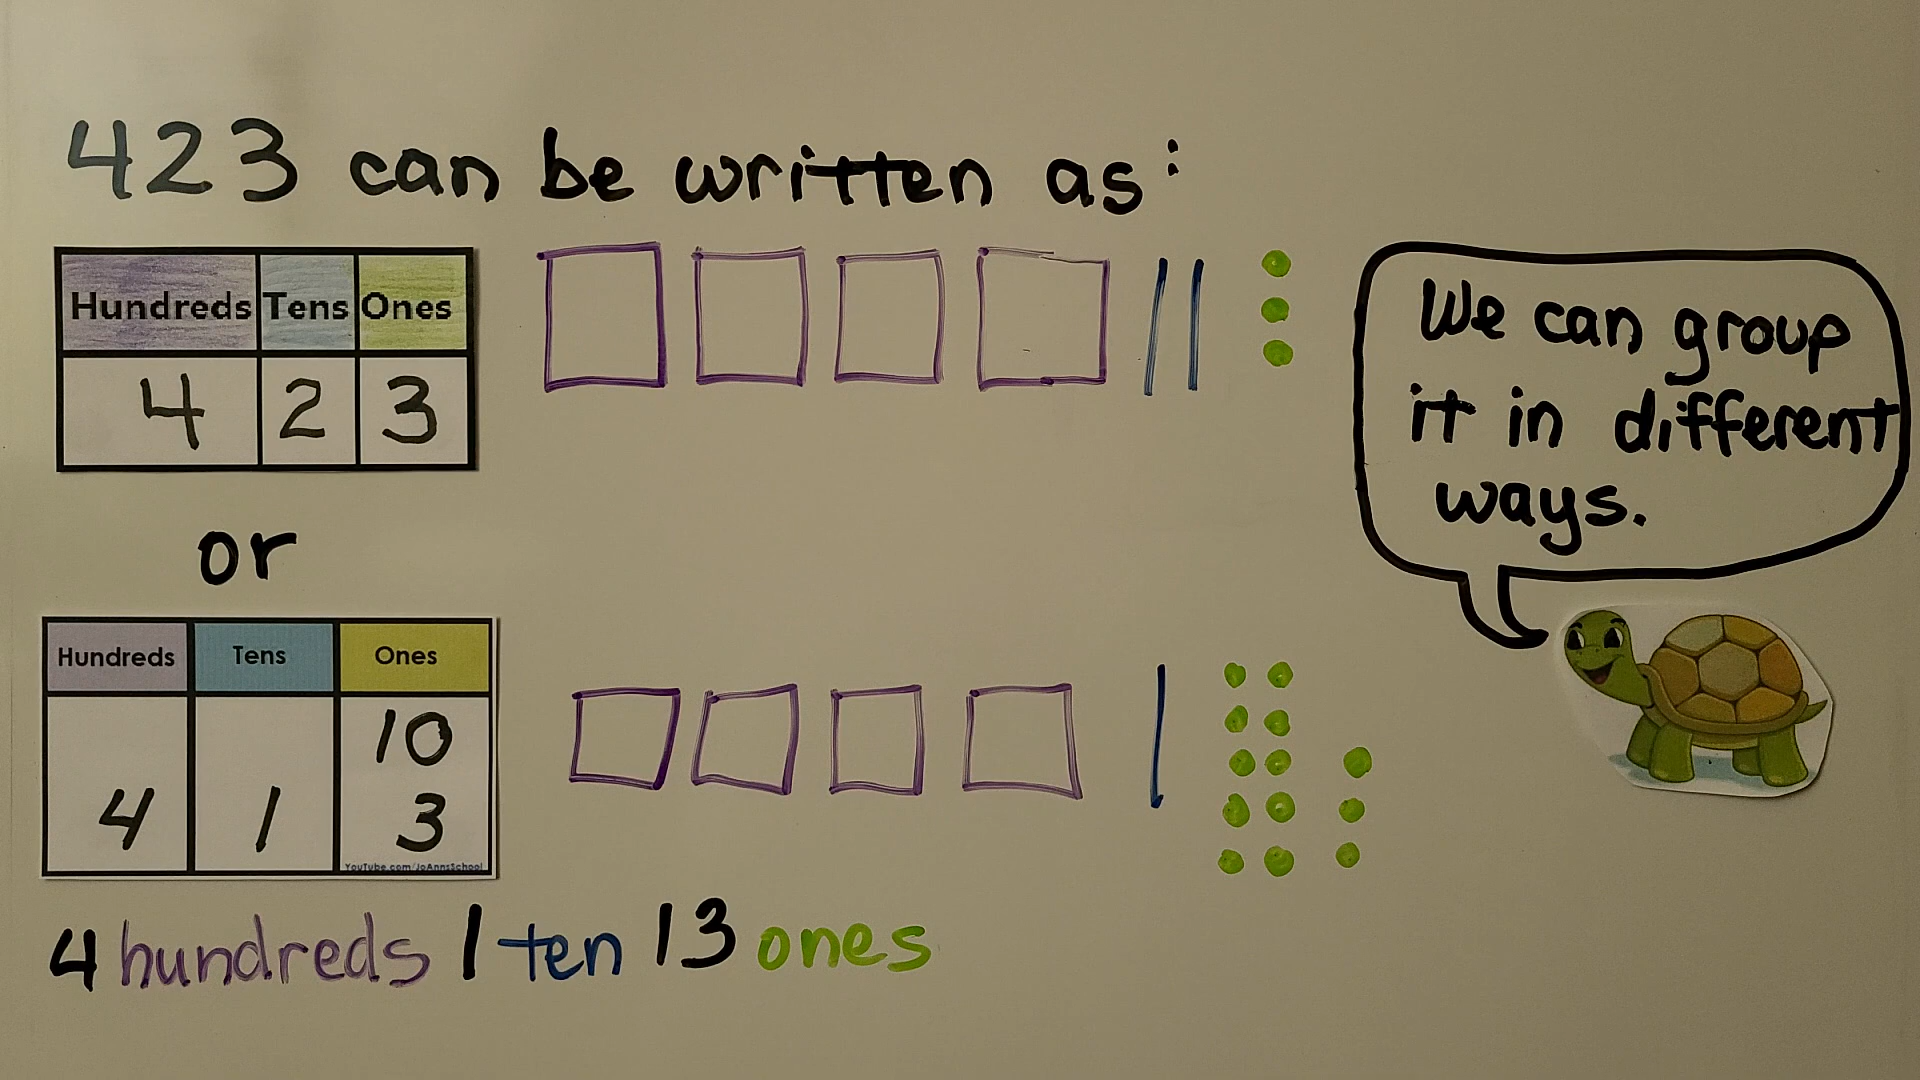 423 can be written as:
Hundreds Tens Ones
4 2 3
We can group
it in different
ways.
or
Hundreds Tens Ones
10
4 1 3
YouTube.com/JoAnnsSchool
4 hundreds 1 ten 13 ones